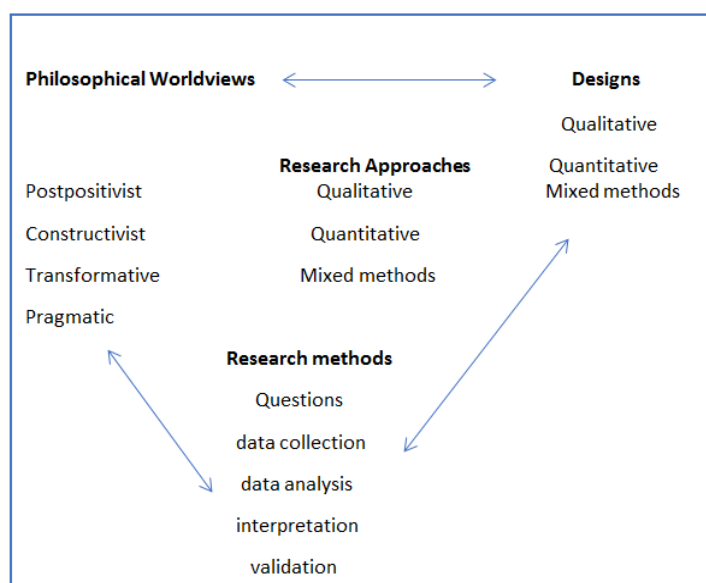 Philosophical Worldviews Designs
Qualitative
Research Approaches Quantitative
Postpositivist Qualitative Mixed methods
Constructivist Quantitative
Transformative Mixed methods
Pragmatic
Research methods
Questions
data collection
data analysis
interpretation
validation